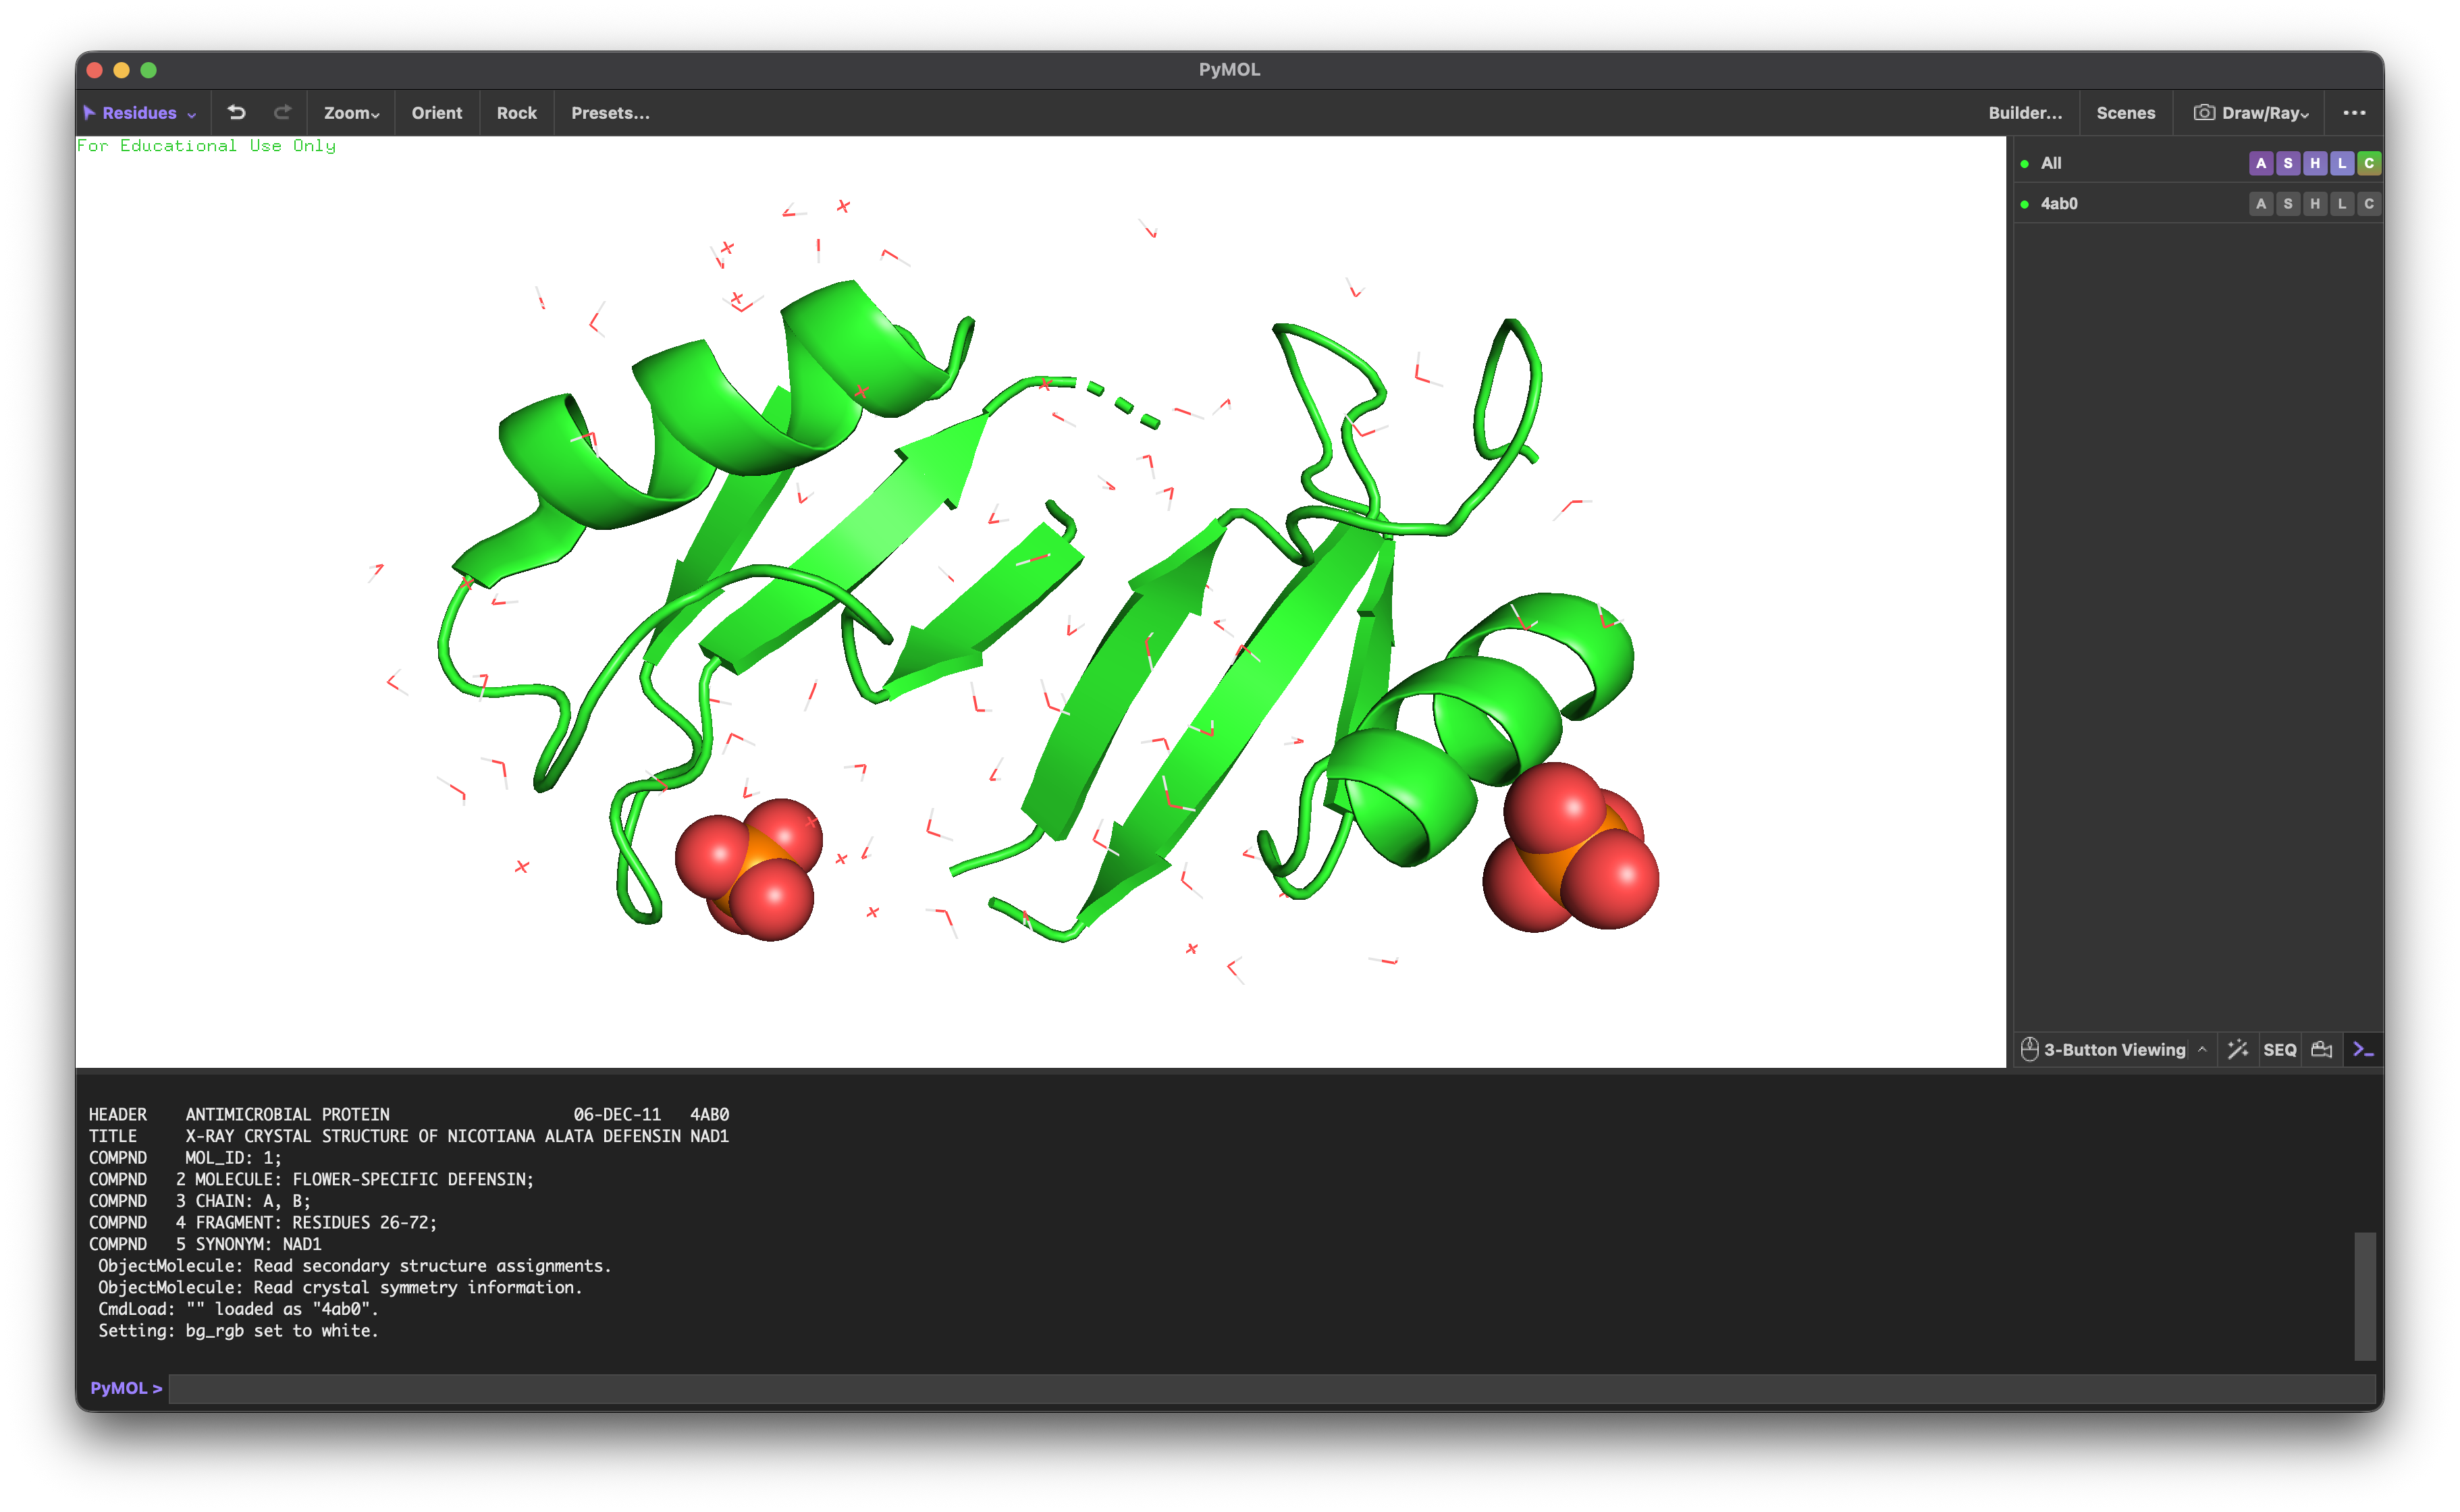 PyMOL
Residues
Zoom
Orient
Rock
Presets...
Builder...
Scenes
Draw/Ray
For Educational Use Only
All A S H L C
4ab0 A S H L C
3-Button Viewing
SEQ
HEADER    ANTIMICROBIAL PROTEIN                   06-DEC-11   4AB0
TITLE     X-RAY CRYSTAL STRUCTURE OF NICOTIANA ALATA DEFENSIN NAD1
COMPND    MOL_ID: 1;
COMPND   2 MOLECULE: FLOWER-SPECIFIC DEFENSIN;
COMPND   3 CHAIN: A, B;
COMPND   4 FRAGMENT: RESIDUES 26-72;
COMPND   5 SYNONYM: NAD1
 ObjectMolecule: Read secondary structure assignments.
 ObjectMolecule: Read crystal symmetry information.
 CmdLoad: "" loaded as "4ab0".
 Setting: bg_rgb set to white.
PyMOL >